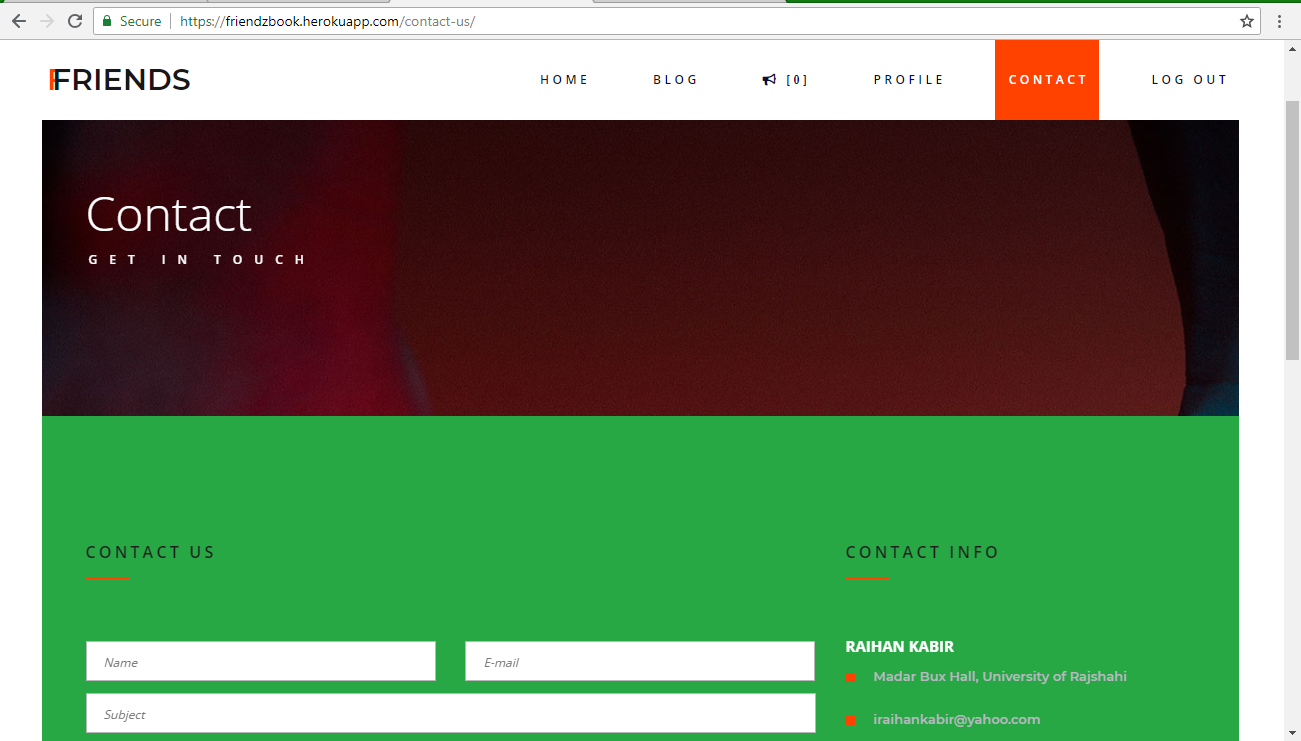 Secure https://friendzbook.herokuapp.com/contact-us/
FRIENDS
HOME BLOG [0] PROFILE CONTACT LOG OUT
Contact
GET IN TOUCH
CONTACT US
CONTACT INFO
Name
E-mail
Subject
RAIHAN KABIR
Madar Bux Hall, University of Rajshahi
iraihankabir@yahoo.com